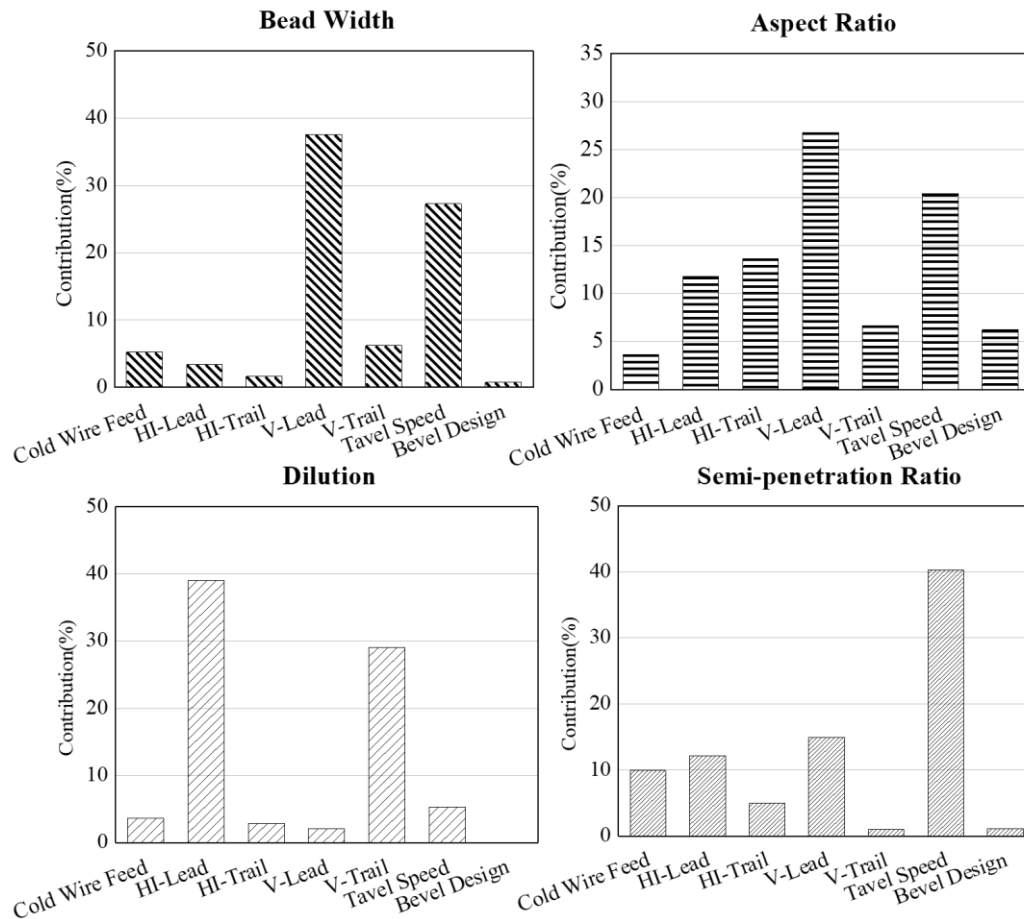 Bead Width
50
40
30
20
10
0
Contribution(%)
Cold Wire Feed
HI-Lead
HI-Trail
V-Lead
V-Trail
Tavel Speed
Bevel Design
Aspect Ratio
35
30
25
20
15
10
5
0
Contribution(%)
Cold Wire Feed
HI-Lead
HI-Trail
V-Lead
V-Trail
Tavel Speed
Bevel Design
Dilution
50
40
30
20
10
0
Contribution(%)
Cold Wire Feed
HI-Lead
HI-Trail
V-Lead
V-Trail
Tavel Speed
Bevel Design
Semi-penetration Ratio
50
40
30
20
10
0
Contribution(%)
Cold Wire Feed
HI-Lead
HI-Trail
V-Lead
V-Trail
Tavel Speed
Bevel Design